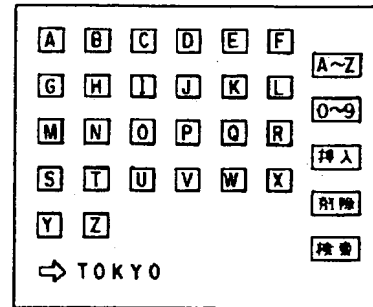 A B C D E F
A~Z
G H I J K L
0~9
M N O P Q R
挿入
S T U V W X
削除
Y Z
検索
⇨ TOKYO